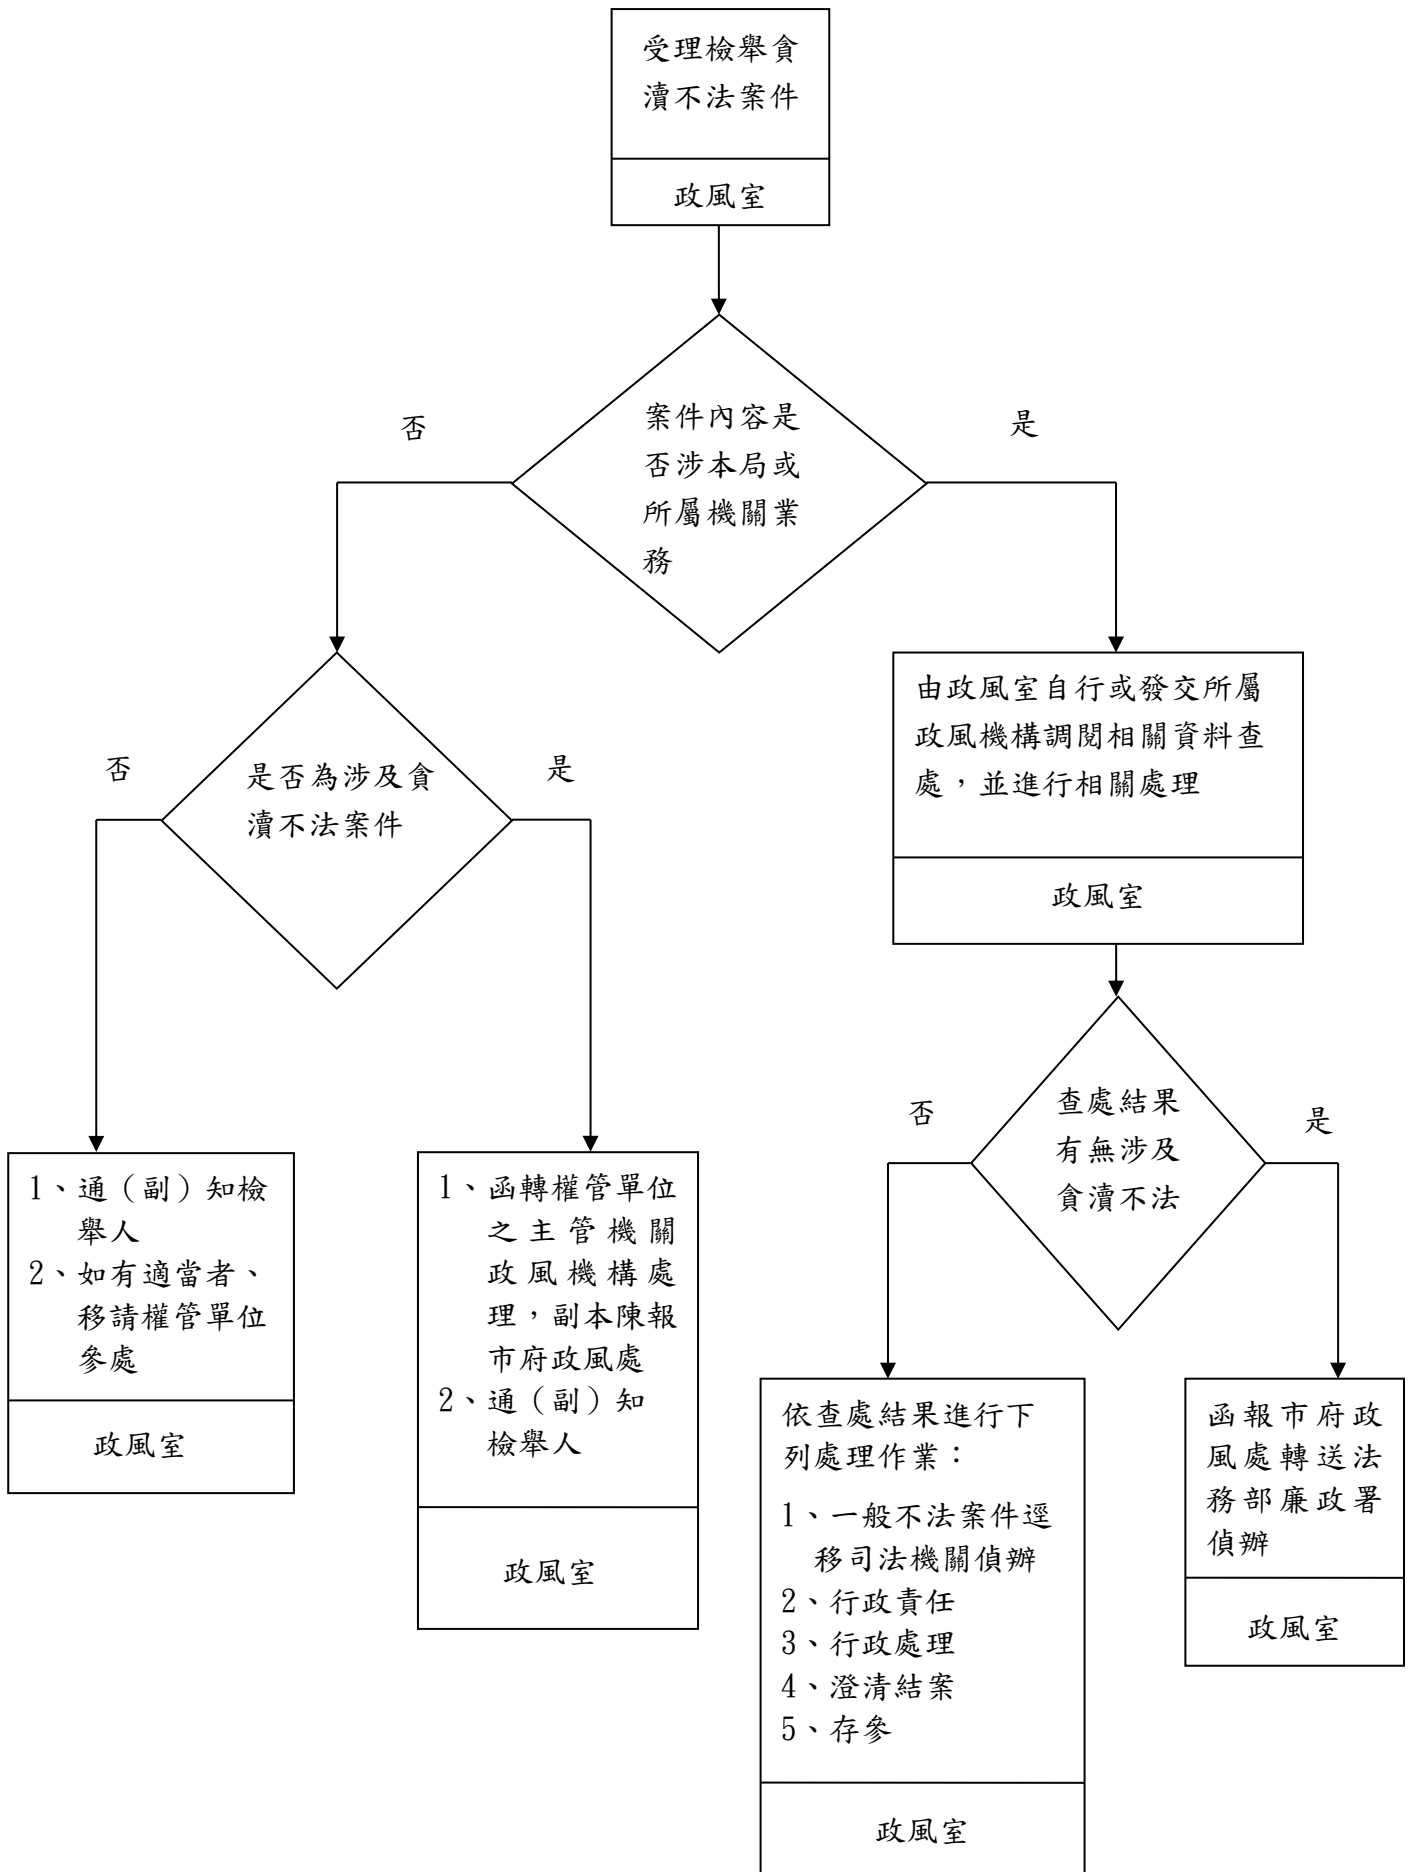 受理檢舉貪
瀆不法案件
政風室
案件內容是
否涉本局或
所屬機關業
務
否
是
是否為涉及貪
瀆不法案件
否
是
由政風室自行或發交所屬
政風機構調閱相關資料查
處，並進行相關處理
政風室
查處結果
有無涉及
貪瀆不法
否
是
1、通（副）知檢
舉人
2、如有適當者、
移請權管單位
參處
政風室
1、函轉權管單位
之主管機關
政風機構處
理，副本陳報
市府政風處
2、通（副）知
檢舉人
政風室
依查處結果進行下
列處理作業：
1、一般不法案件逕
移司法機關偵辦
2、行政責任
3、行政處理
4、澄清結案
5、存參
政風室
函報市府政
風處轉送法
務部廉政署
偵辦
政風室